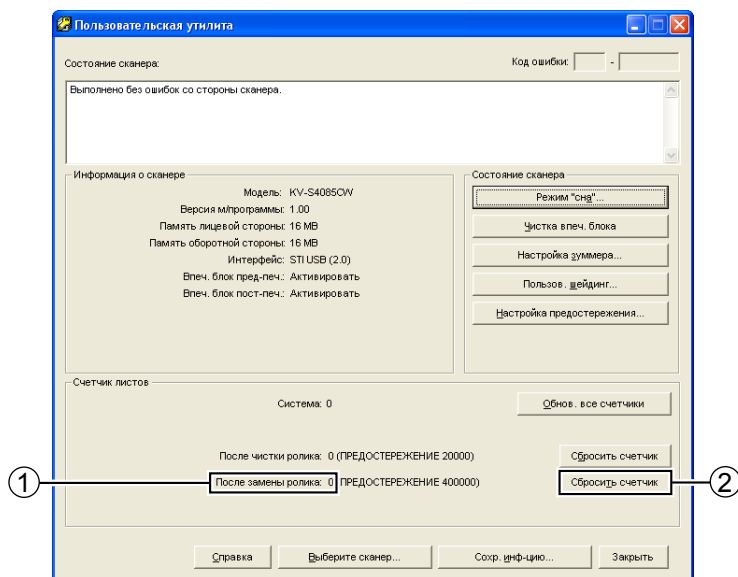 Пользовательская утилита
Состояние сканера:
Код ошибки: -
Выполнено без ошибок со стороны сканера.
Информация о сканере
Модель: KV-S4085CW
Версия м/программы: 1.00
Память лицевой стороны: 16 MB
Память оборотной стороны: 16 MB
Интерфейс: STI USB (2.0)
Впеч. блок пред-печ.: Активировать
Впеч. блок пост-печ.: Активировать
Состояние сканера
Режим "сна"...
Чистка впеч. блока
Настройка зуммера...
Пользов. шейдинг...
Настройка предостережения...
Счетчик листов
Система: 0
Обнов. все счетчики
После чистки ролика: 0 (ПРЕДОСТЕРЕЖЕНИЕ 20000)
Сбросить счетчик
1
После замены ролика: 0 ПРЕДОСТЕРЕЖЕНИЕ 400000)
Сбросить счетчик
2
Справка
Выберите сканер...
Сохр. инф-цию...
Закрыть